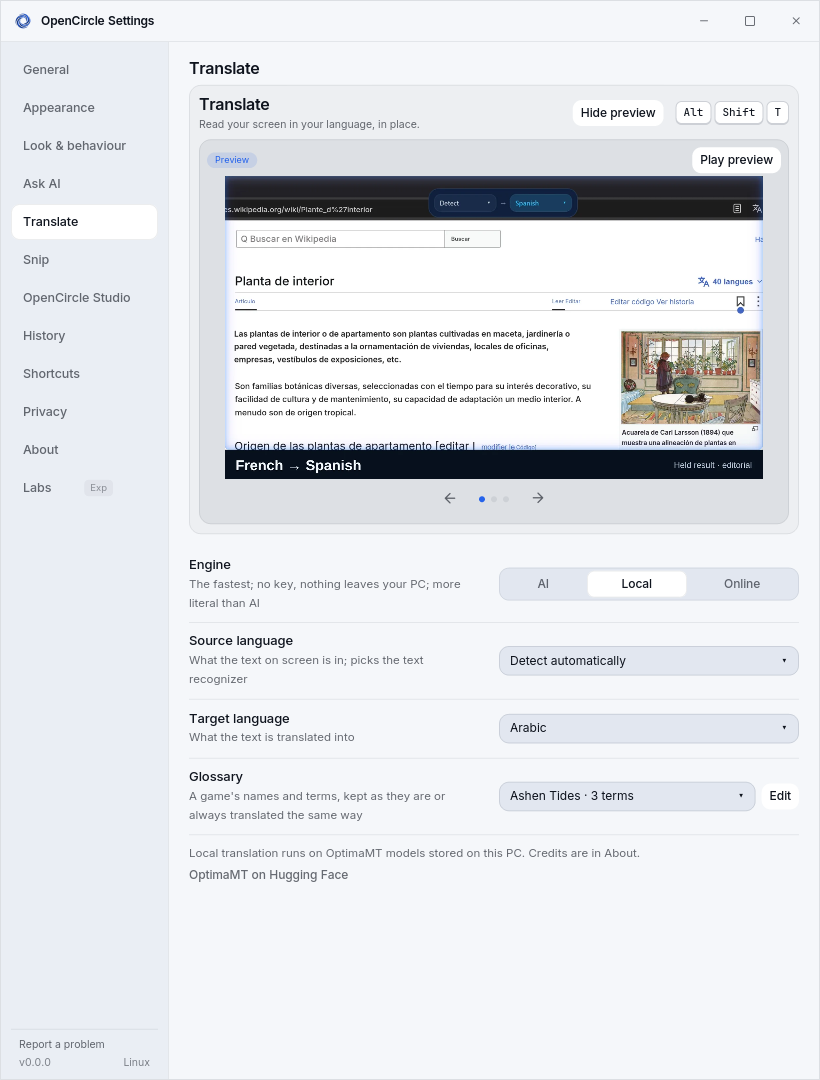 OpenCircle Settings
General
Appearance
Look & behaviour
Ask AI
Translate
Snip
OpenCircle Studio
History
Shortcuts
Privacy
About
Labs
Exp
Report a problem
v0.0.0
Linux
Translate
Translate
Read your screen in your language, in place.
Hide preview
Alt
Shift
T
Preview
Play preview
Detect
→
Spanish
s.wikipedia.org/wiki/Plante_d%27interior
Q Buscar en Wikipedia
Buscar
Planta de interior
40 langues
Artículo
Leer Editar
Editar código Ver historia
Las plantas de interior o de apartamento son plantas cultivadas en maceta, jardinería o
pared vegetada, destinadas a la ornamentación de viviendas, locales de oficinas,
empresas, vestíbulos de exposiciones, etc.
Son familias botánicas diversas, seleccionadas con el tiempo para su interés decorativo, su
facilidad de cultura y de mantenimiento, su capacidad de adaptación un medio interior. A
menudo son de origen tropical.
Acuarela de Carl Larsson (1894) que
muestra una alineación de plantas en
Origen de las plantas de apartamento [editar |
modifier le Código]
French → Spanish
Held result · editorial
Engine
The fastest; no key, nothing leaves your PC; more
literal than AI
AI
Local
Online
Source language
What the text on screen is in; picks the text
recognizer
Detect automatically
Target language
What the text is translated into
Arabic
Glossary
A game's names and terms, kept as they are or
always translated the same way
Ashen Tides · 3 terms
Edit
Local translation runs on OptimaMT models stored on this PC. Credits are in About.
OptimaMT on Hugging Face